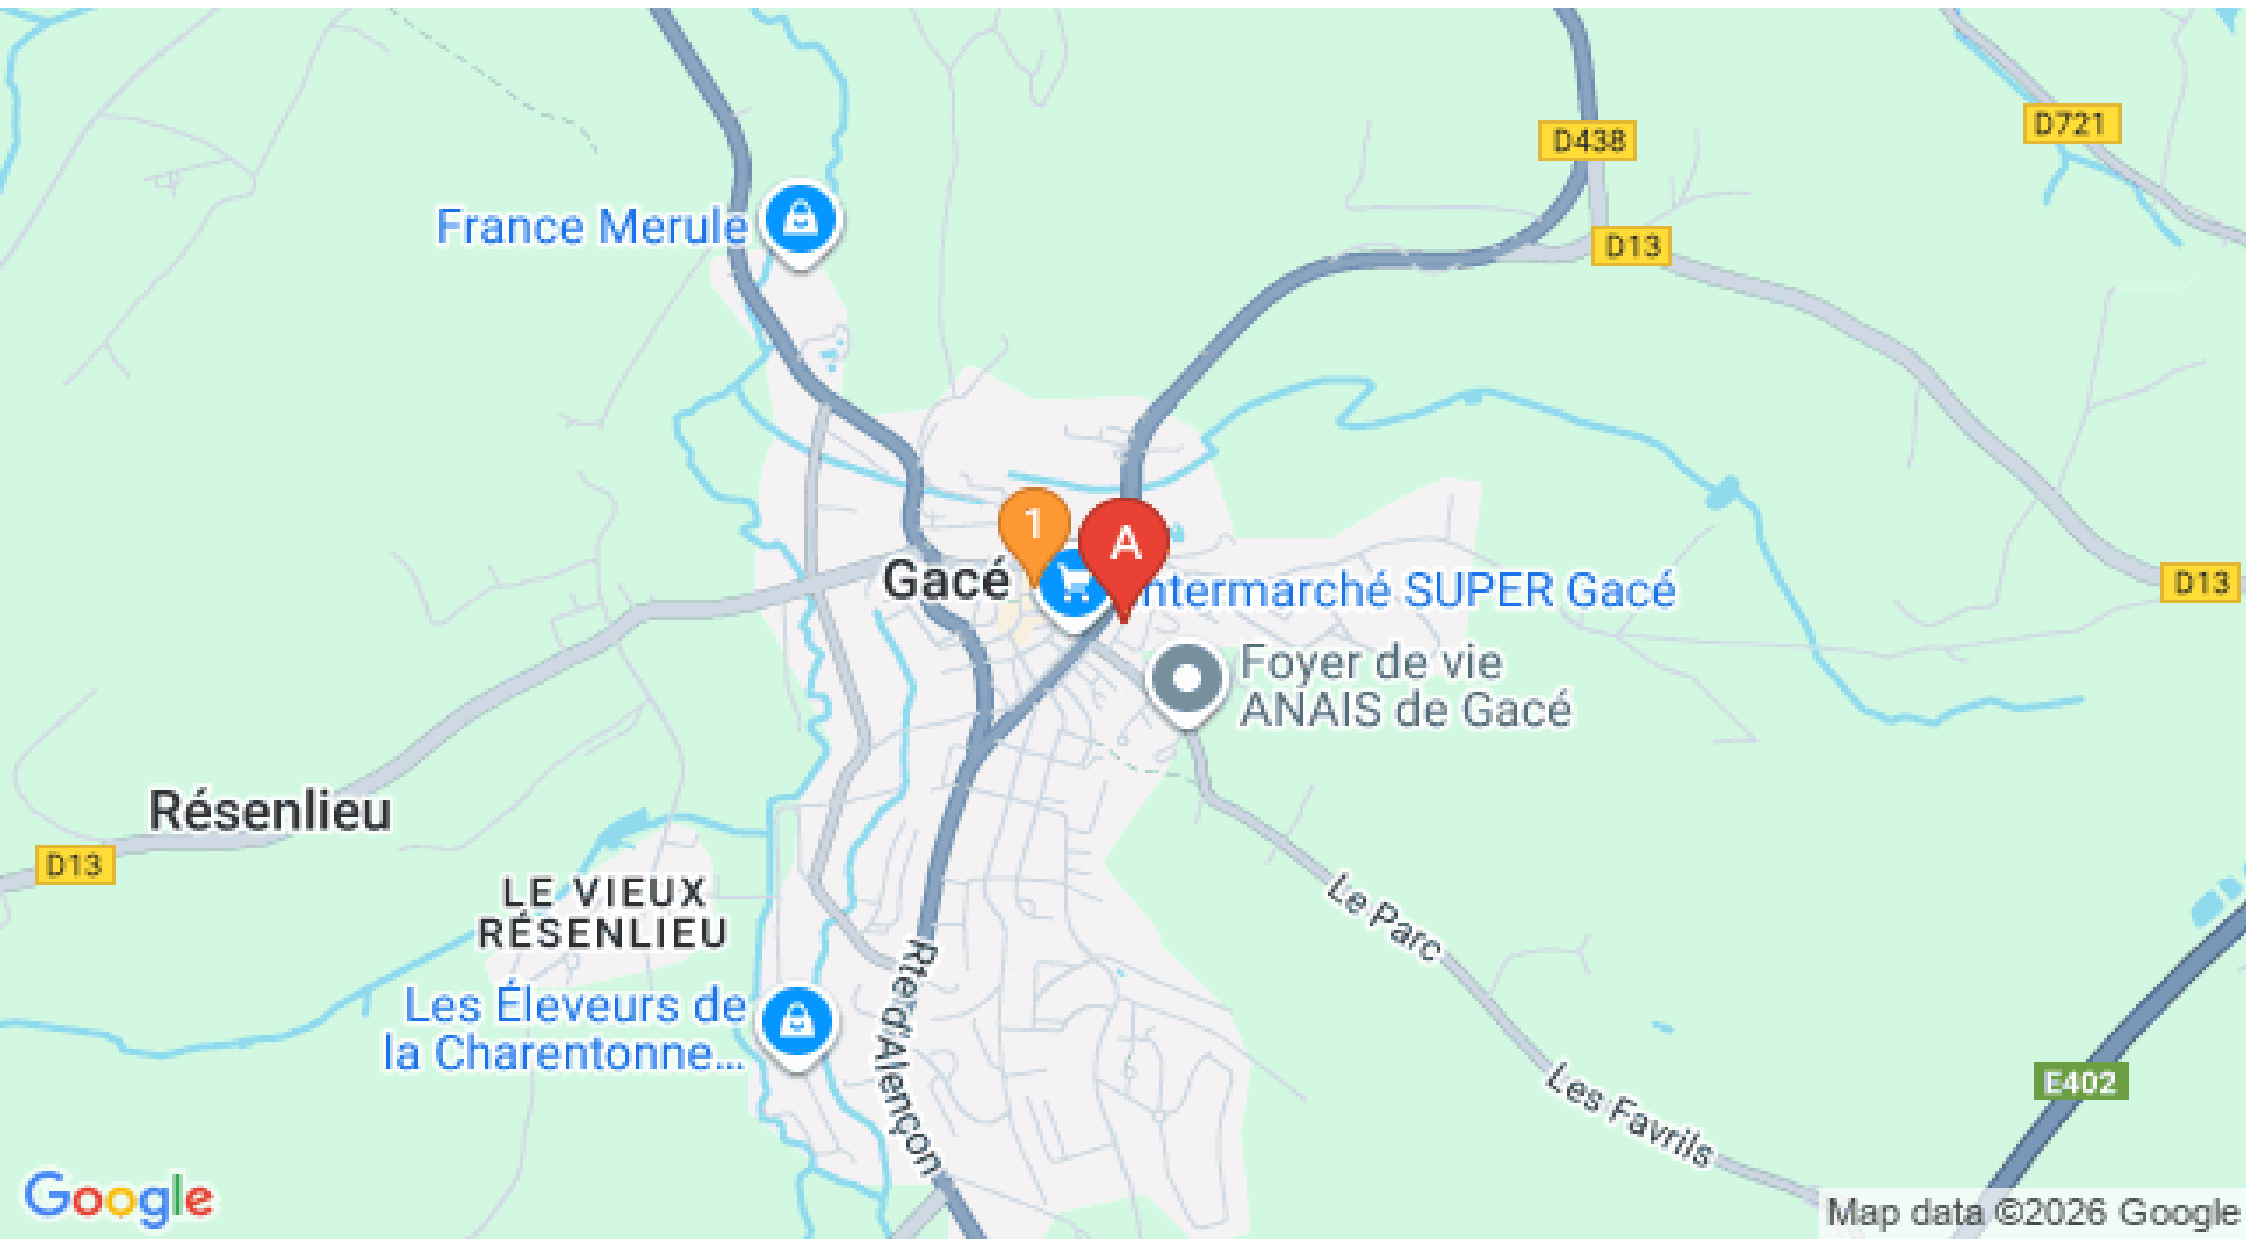 D721
D438
France Merule
D13
1
A
Gacé
ntermarché SUPER Gacé
D13
Foyer de vie
ANAIS de Gacé
Résenlieu
D13
LE VIEUX
RÉSENLIEU
Le Parc
Rte d'Alençon
Les Éleveurs de
la Charentonne...
Les Favrils
E402
Google
Map data ©2026 Google